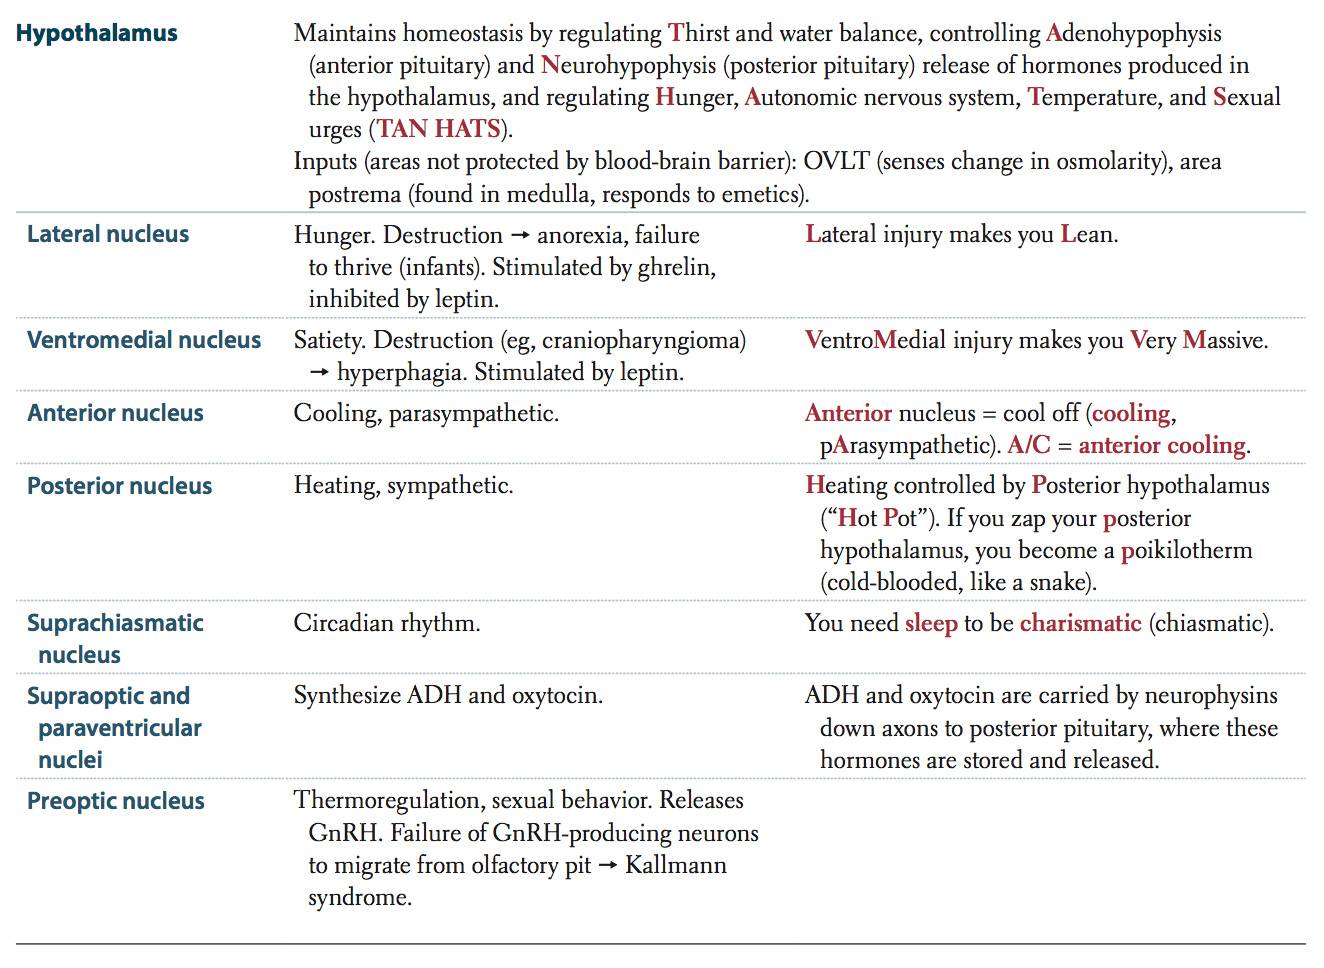 Hypothalamus
Maintains homeostasis by regulating Thirst and water balance, controlling Adenohypophysis
(anterior pituitary) and Neurohypophysis (posterior pituitary) release of hormones produced in
the hypothalamus, and regulating Hunger, Autonomic nervous system, Temperature, and Sexual
urges (TAN HATS).
Inputs (areas not protected by blood-brain barrier): OVLT (senses change in osmolarity), area
postrema (found in medulla, responds to emetics).
Lateral nucleus
Hunger. Destruction → anorexia, failure
to thrive (infants). Stimulated by ghrelin,
inhibited by leptin.
Lateral injury makes you Lean.
Ventromedial nucleus
Satiety. Destruction (eg, craniopharyngioma)
→ hyperphagia. Stimulated by leptin.
VentroMedial injury makes you Very Massive.
Anterior nucleus
Cooling, parasympathetic.
Anterior nucleus = cool off (cooling,
pArasympathetic). A/C = anterior cooling.
Posterior nucleus
Heating, sympathetic.
Heating controlled by Posterior hypothalamus
(“Hot Pot”). If you zap your posterior
hypothalamus, you become a poikilotherm
(cold-blooded, like a snake).
Suprachiasmatic
nucleus
Circadian rhythm.
You need sleep to be charismatic (chiasmatic).
Supraoptic and
paraventricular
nuclei
Synthesize ADH and oxytocin.
ADH and oxytocin are carried by neurophysins
down axons to posterior pituitary, where these
hormones are stored and released.
Preoptic nucleus
Thermoregulation, sexual behavior. Releases
GnRH. Failure of GnRH-producing neurons
to migrate from olfactory pit → Kallmann
syndrome.